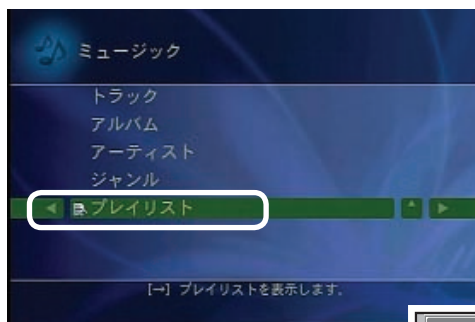 ミュージック
トラック
アルバム
アーティスト
ジャンル
プレイリスト
[→] プレイリストを表示します.